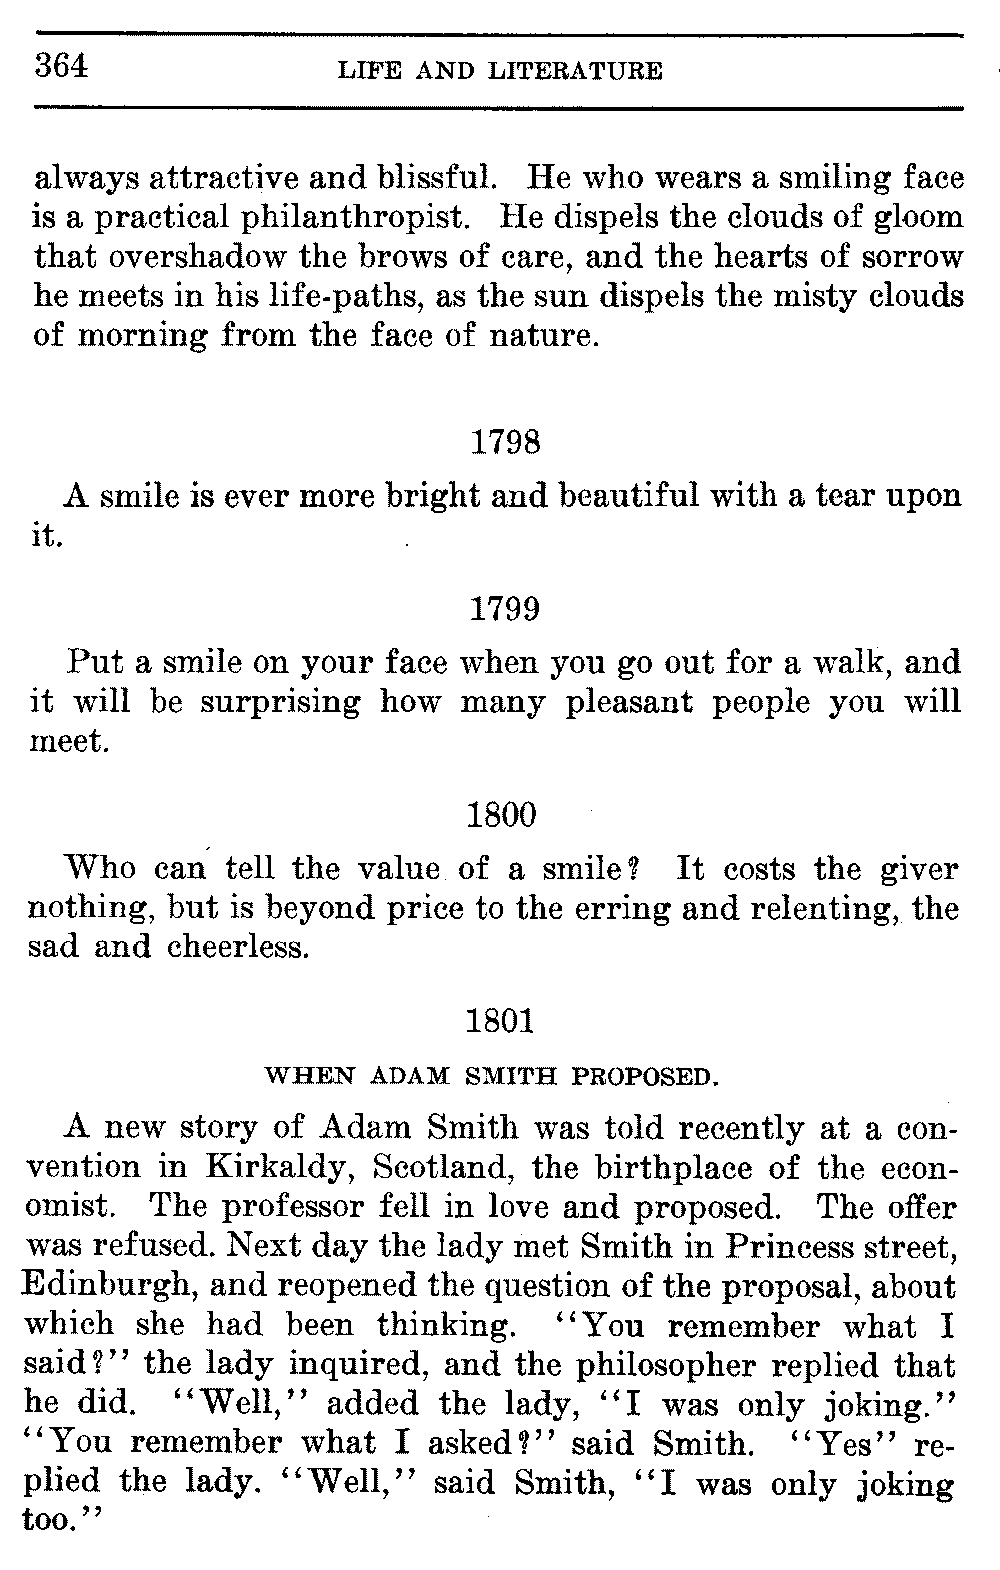 364
LIFE AND LITERATURE
always attractive and blissful. He who wears a smiling face
is a practical philanthropist. He dispels the clouds of gloom
that overshadow the brows of care, and the hearts of sorrow
he meets in his life-paths, as the sun dispels the misty clouds
of morning from the face of nature.
1798
A smile is ever more bright and beautiful with a tear upon
it.
1799
Put a smile on your face when you go out for a walk, and
it will be surprising how many pleasant people you will
meet.
1800
Who can tell the value of a smile? It costs the giver
nothing, but is beyond price to the erring and relenting, the
sad and cheerless.
1801
WHEN ADAM SMITH PROPOSED.
A new story of Adam Smith was told recently at a con-
vention in Kirkaldy, Scotland, the birthplace of the econ-
omist. The professor fell in love and proposed. The offer
was refused. Next day the lady met Smith in Princess street,
Edinburgh, and reopened the question of the proposal, about
which she had been thinking. "You remember what I
said?" the lady inquired, and the philosopher replied that
he did. "Well," added the lady, "I was only joking."
"You remember what I asked?" said Smith. "Yes" re-
plied the lady. "Well," said Smith, "I was only joking
too."